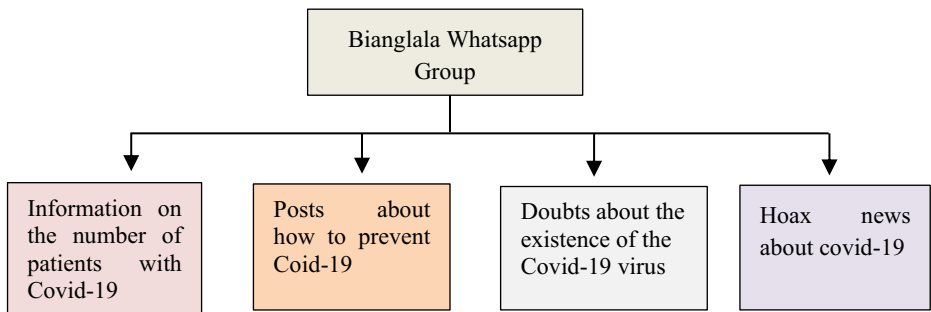 Bianglala Whatsapp
Group
Information on
the number of
patients with
Covid-19
Posts about
how to prevent
Coid-19
Doubts about the
existence of the
Covid-19 virus
Hoax news
about covid-19